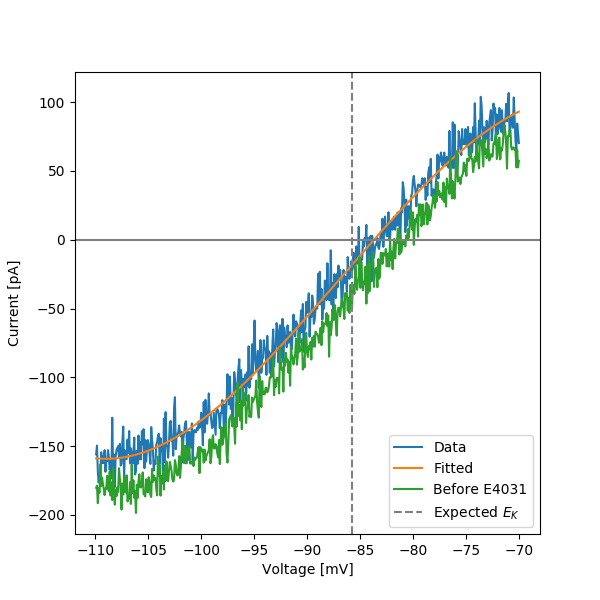 100
50
0
−50
−100
−150
−200
Current [pA]
Data
Fitted
Before E4031
Expected E_K
−110 −105 −100 −95 −90 −85 −80 −75 −70
Voltage [mV]